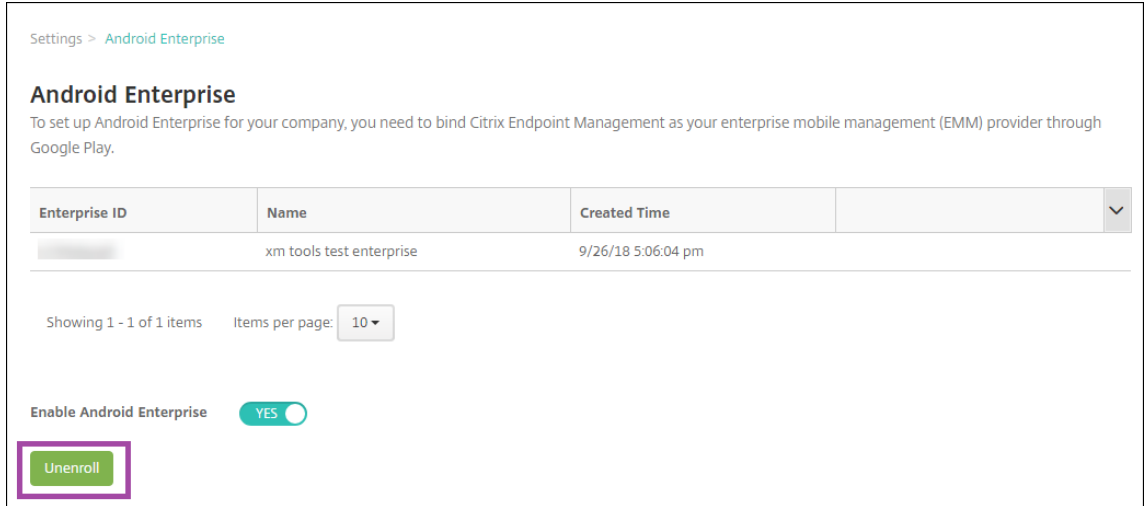 Settings > Android Enterprise
Android Enterprise
To set up Android Enterprise for your company, you need to bind Citrix Endpoint Management as your enterprise mobile management (EMM) provider through
Google Play.
Enterprise ID Name Created Time
xm tools test enterprise 9/26/18 5:06:04 pm
Showing 1 - 1 of 1 items Items per page: 10
Enable Android Enterprise YES
Unenroll